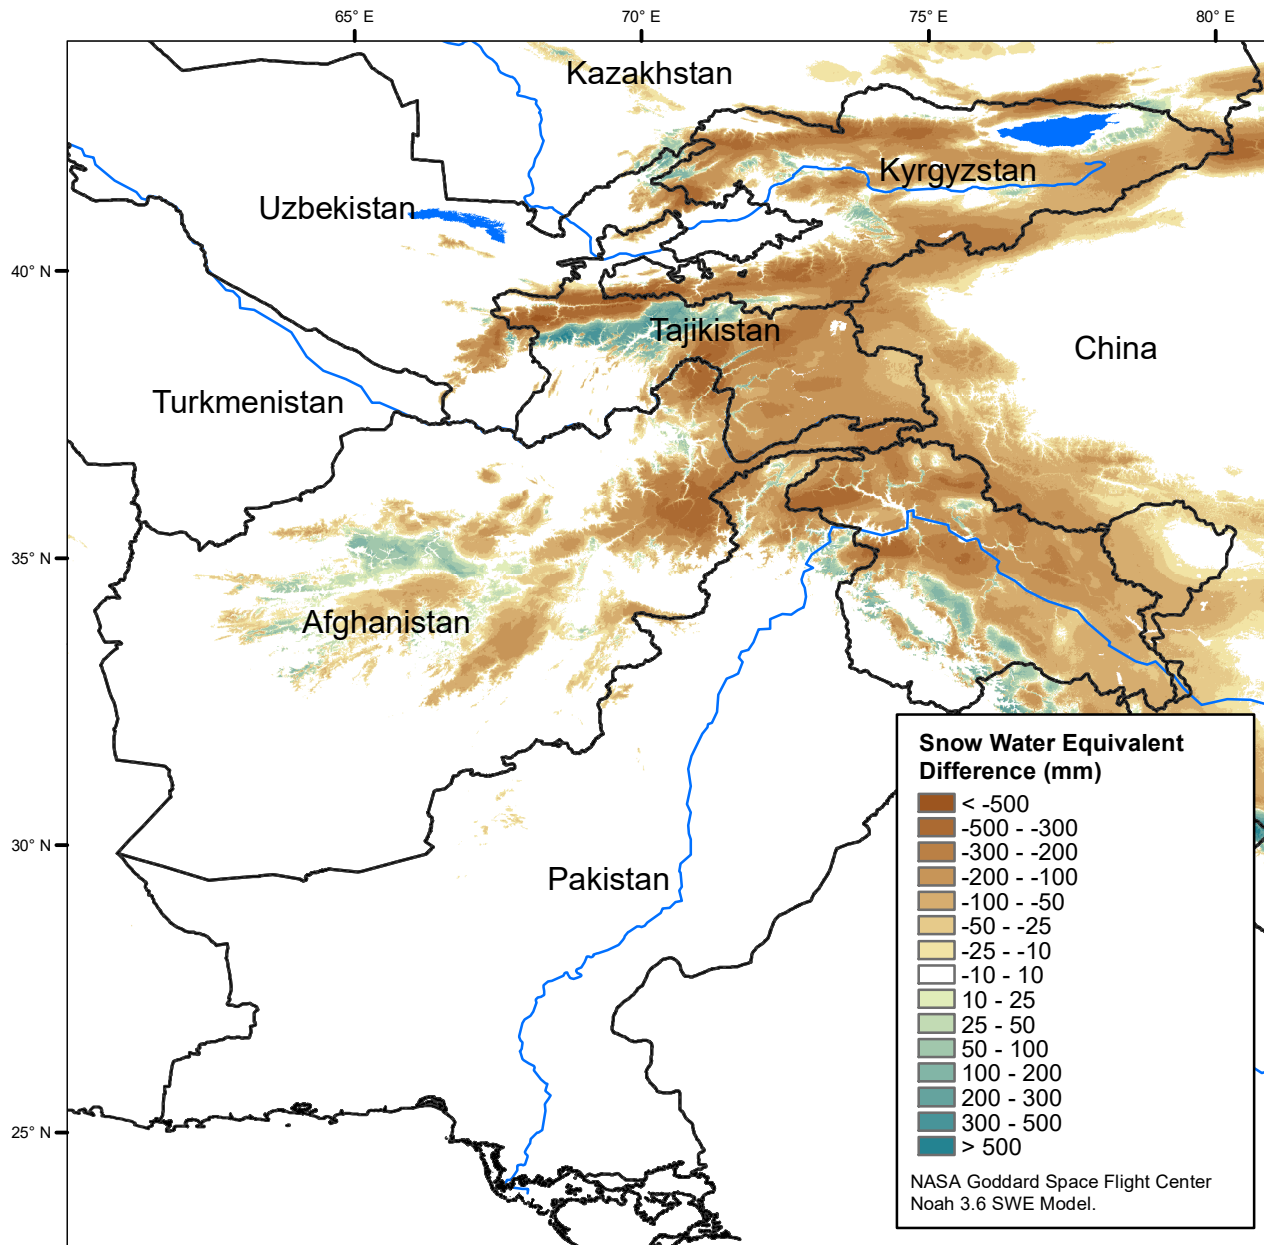 65° E
70° E
75° E
80° E
Kazakhstan
Kyrgyzstan
Uzbekistan
40° N
Tajikistan
China
Turkmenistan
35° N
Afghanistan
30° N
Pakistan
25° N
Snow Water Equivalent
Difference (mm)
< -500
-500 - -300
-300 - -200
-200 - -100
-100 - -50
-50 - -25
-25 - -10
-10 - 10
10 - 25
25 - 50
50 - 100
100 - 200
200 - 300
300 - 500
> 500
NASA Goddard Space Flight Center
Noah 3.6 SWE Model.